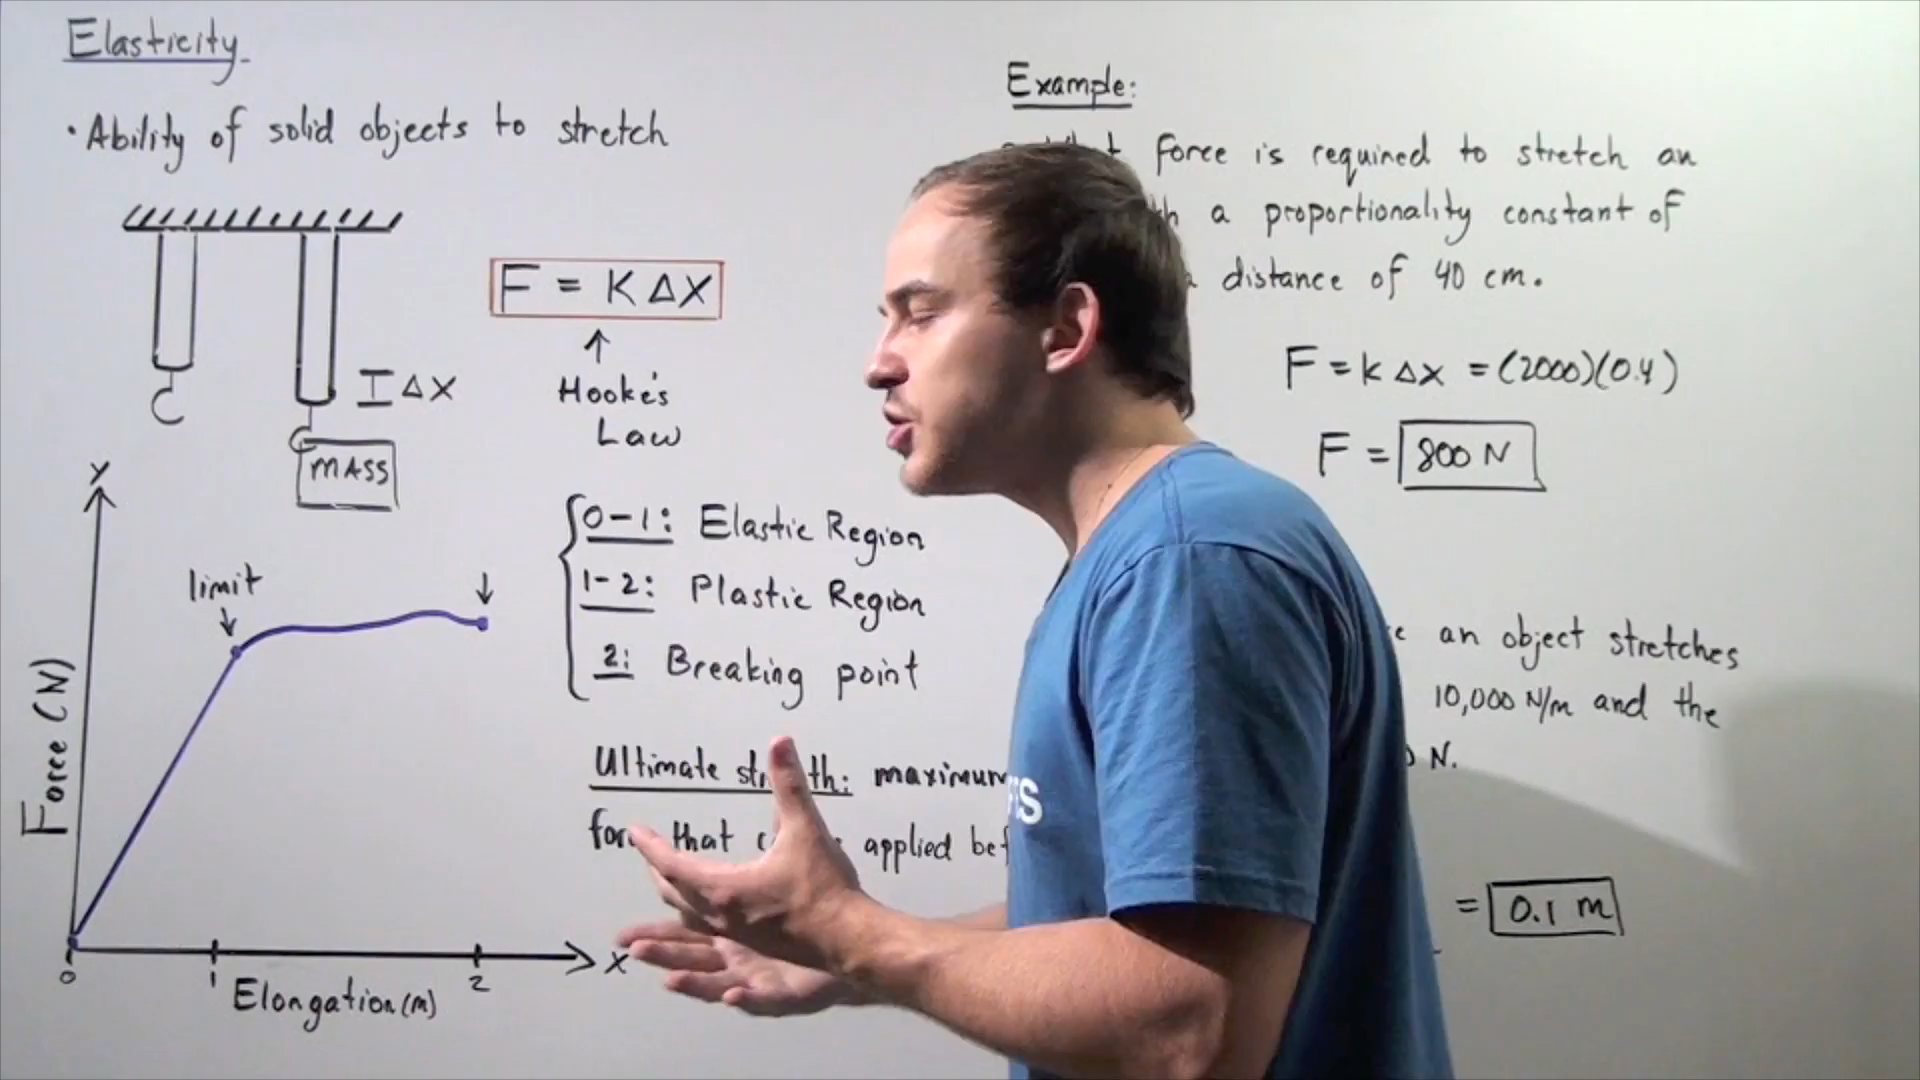 Elasticity
• Ability of solid objects to stretch
F = K Δx
Hooke's
Law
I Δx
MASS
y
limit
Force (N)
0
1
2
x
Elongation (m)
0-1: Elastic Region
1-2: Plastic Region
2: Breaking point
Ultimate maximum
that applied
Example:
force is required to stretch an
a proportionality constant of
distance of 40 cm.
F = k Δx = (2000)(0.4)
F = 800 N
an object stretches
10,000 N/m and the
N.
= 0.1 m